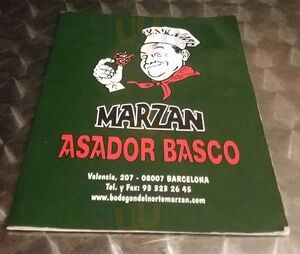 MARZAN
ASADOR BASCO
Valencia, 207 - 08007 BARCELONA
Tel. y Fax: 93 323 26 45
www.bodegondelnortemarzan.com